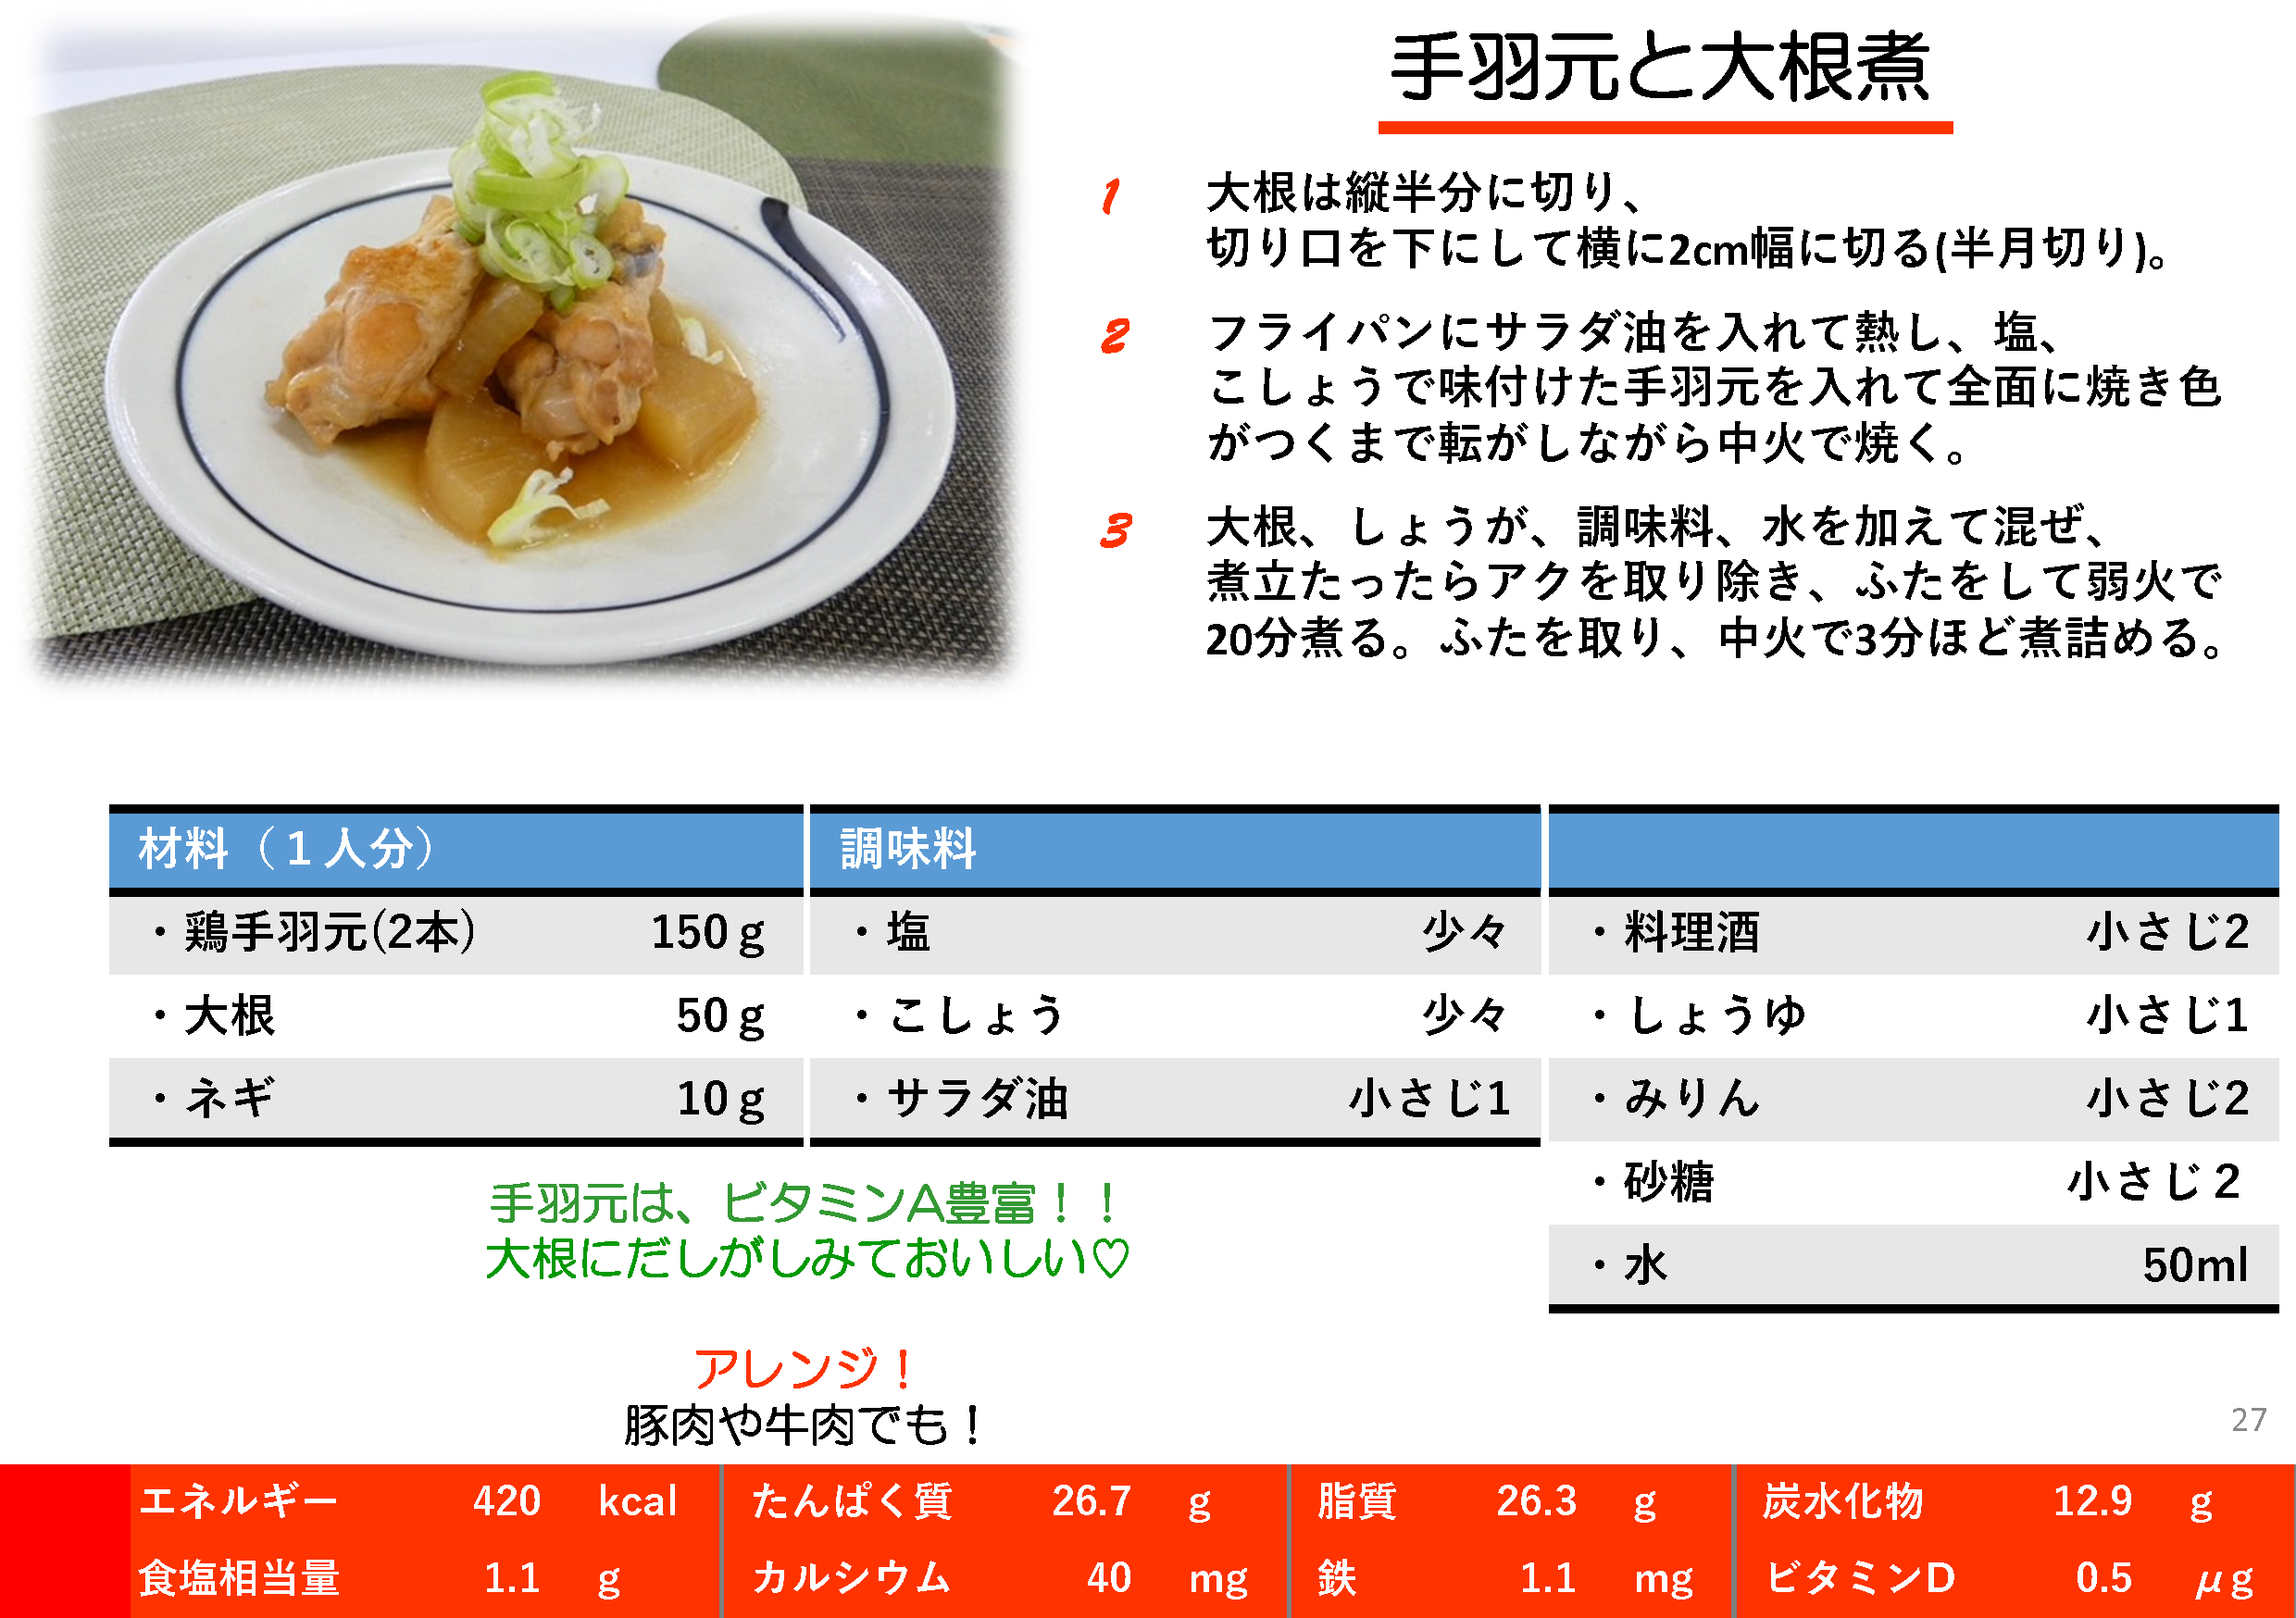 手羽元と大根煮
1 大根は縦半分に切り、
切り口を下にして横に2cm幅に切る(半月切り)。
2 フライパンにサラダ油を入れて熱し、塩、
こしょうで味付けた手羽元を入れて全面に焼き色
がつくまで転がしながら中火で焼く。
3 大根、しょうが、調味料、水を加えて混ぜ、
煮立たったらアクを取り除き、ふたをして弱火で
20分煮る。ふたを取り、中火で3分ほど煮詰める。
材料（１人分） 調味料
・鶏手羽元(2本) 150ｇ ・塩 少々 ・料理酒 小さじ2
・大根 50ｇ ・こしょう 少々 ・しょうゆ 小さじ1
・ネギ 10ｇ ・サラダ油 小さじ1 ・みりん 小さじ2
・砂糖 小さじ２
・水 50ml
手羽元は、ビタミンA豊富！！
大根にだしがしみておいしい♡
アレンジ！
豚肉や牛肉でも！
27
エネルギー 420 kcal たんぱく質 26.7 g 脂質 26.3 g 炭水化物 12.9 g
食塩相当量 1.1 g カルシウム 40 mg 鉄 1.1 mg ビタミンD 0.5 μg